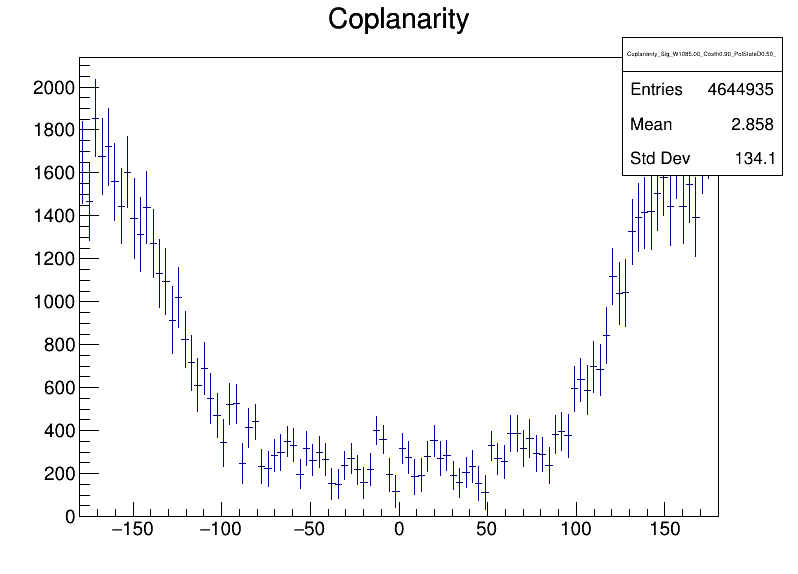 Coplanarity
Coplanarity_Sig_W1085.00_Costh0.90_PolStateD0.50_
Entries 4644935
Mean 2.858
Std Dev 134.1
2000
1800
1600
1400
1200
1000
800
600
400
200
0
−150 −100 −50 0 50 100 150